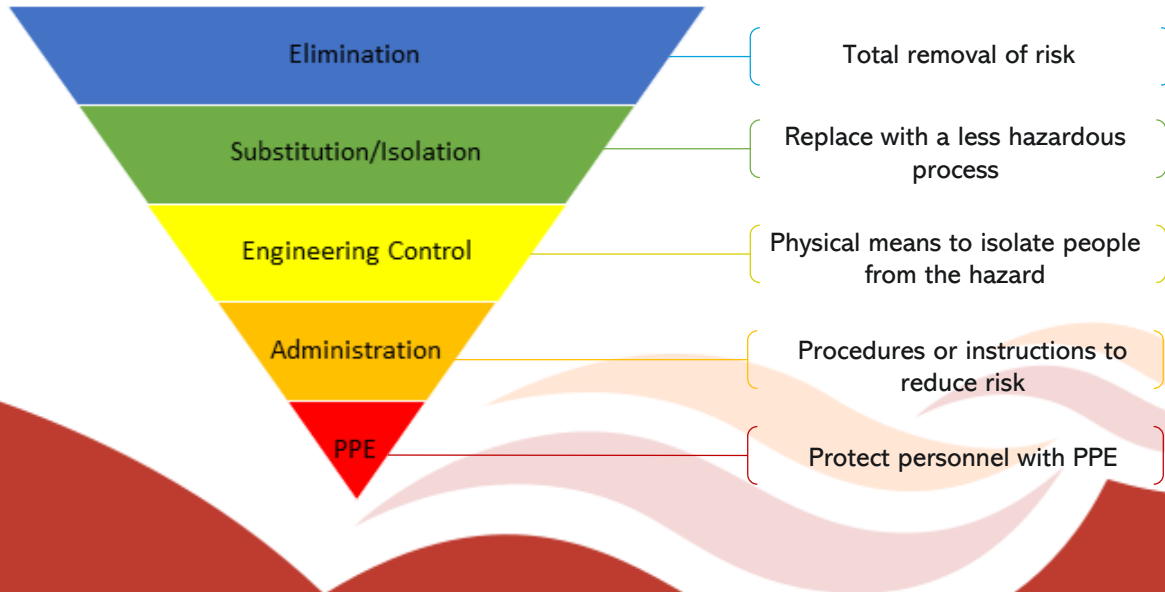 Elimination
Total removal of risk
Substitution/Isolation
Replace with a less hazardous
process
Engineering Control
Physical means to isolate people
from the hazard
Administration
Procedures or instructions to
reduce risk
PPE
Protect personnel with PPE